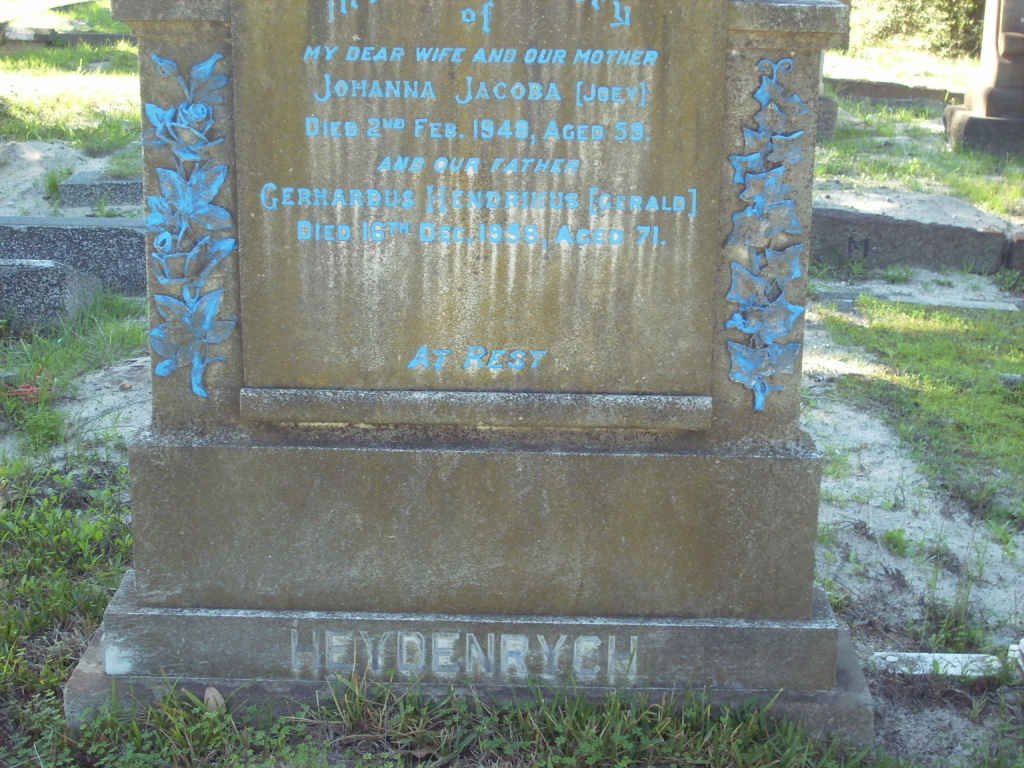 of
MY DEAR WIFE AND OUR MOTHER
JOHANNA JACOBA [JOEY]
DIED 2ND FEB. 1949, AGED 59.
AND OUR FATHER
GERHARDUS HENDRIKUS [GERALD]
DIED 16TH DEC. 1958, AGED 71.
AT REST
HEYDENRYCH